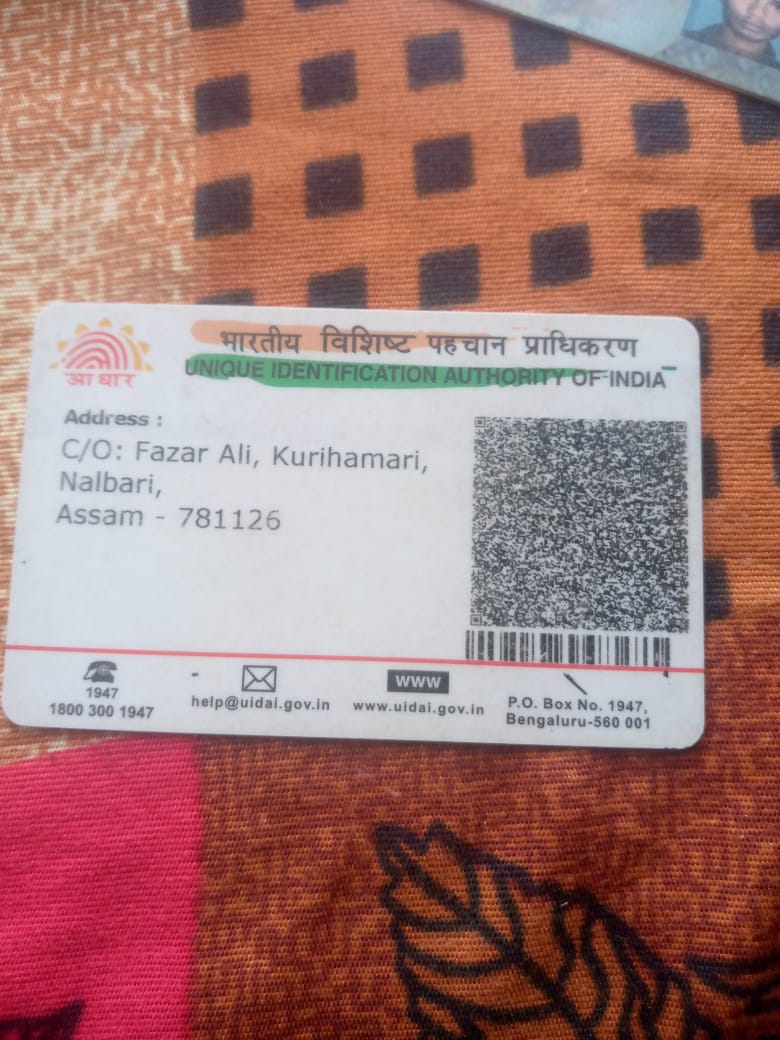 भारतीय विशिष्ट पहचान प्राधिकरण
UNIQUE IDENTIFICATION AUTHORITY OF INDIA
आधार
Address :
C/O: Fazar Ali, Kurihamari,
Nalbari,
Assam - 781126
1947
1800 300 1947
help@uidai.gov.in
www
www.uidai.gov.in
P.O. Box No. 1947,
Bengaluru-560 001